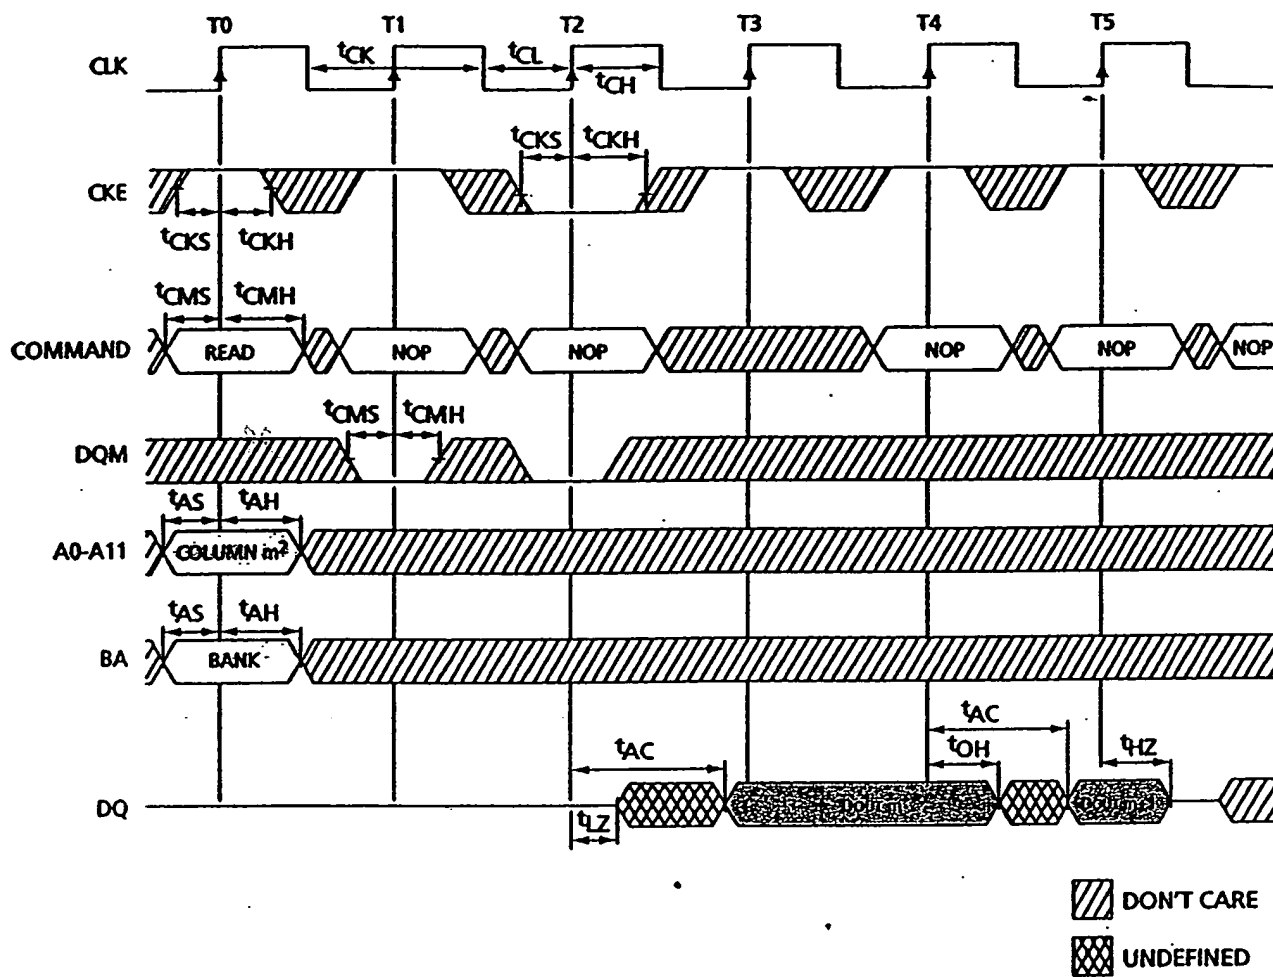 T0 T1 T2 T3 T4 T5
CLK
tCK tCL
tCH
tCKS tCKH
CKE
tCKS tCKH
tCMS tCMH
COMMAND READ NOP NOP NOP NOP NOP
tCMS tCMH
DQM
tAS tAH
A0-A11 COLUMN m2
tAS tAH
BA BANK
tAC tAC
tOH tHZ
DQ
tLZ
DON'T CARE
UNDEFINED